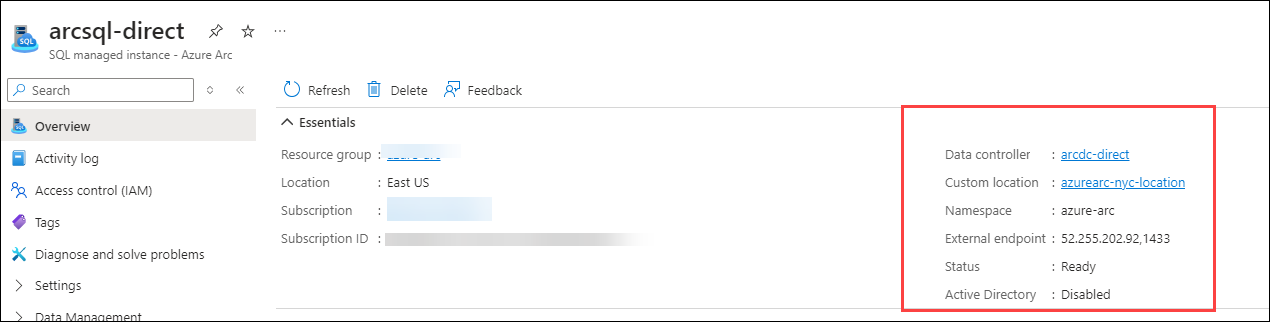 arcsql-direct
SQL managed instance - Azure Arc
Search
Overview
Activity log
Access control (IAM)
Tags
Diagnose and solve problems
Settings
Data Management
Refresh Delete Feedback
Essentials
Resource group :
Location : East US
Subscription :
Subscription ID :
Data controller : arcdc-direct
Custom location : azurearc-nyc-location
Namespace : azure-arc
External endpoint : 52.255.202.92,1433
Status : Ready
Active Directory : Disabled